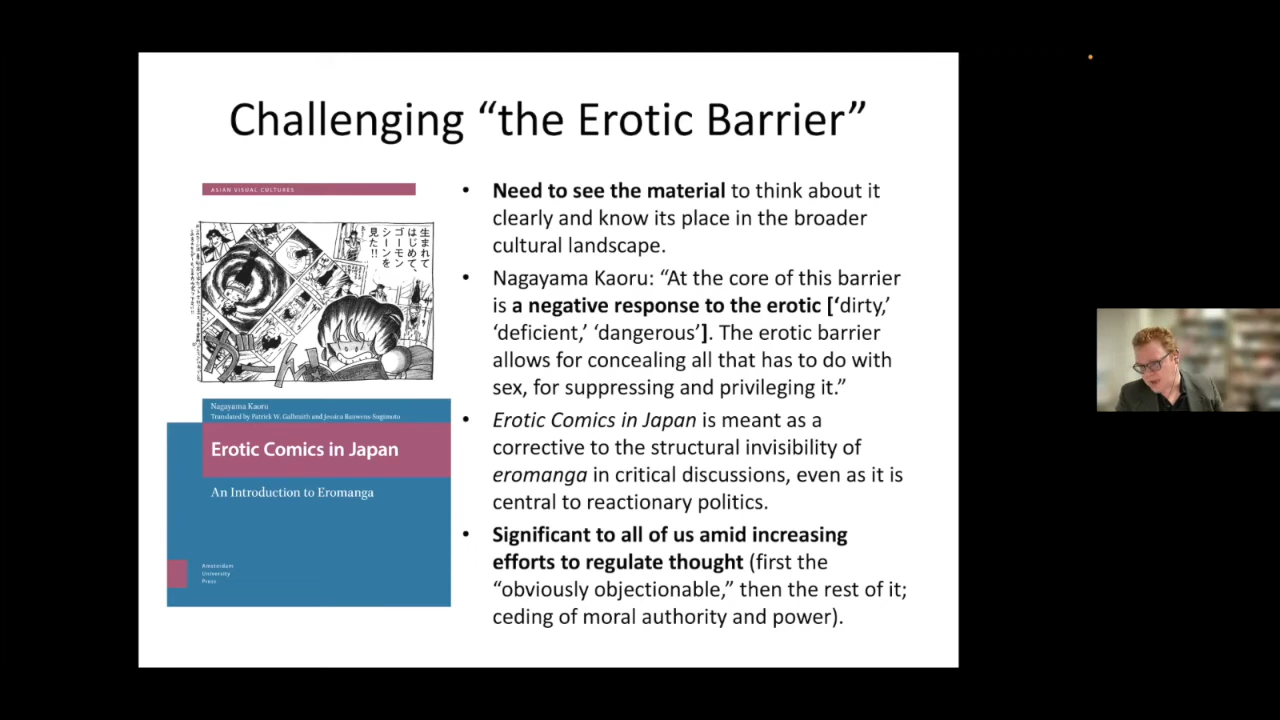 Challenging “the Erotic Barrier”
ASIAN VISUAL CULTURES
生まれて
はじめて、
ゴーモン
シーンを
見た!!
Nagayama Kaoru
Translated by Patrick W. Galbraith and Jessica Bauwens-Sugimoto
Erotic Comics in Japan
An Introduction to Eromanga
Amsterdam
University
Press
• Need to see the material to think about it
clearly and know its place in the broader
cultural landscape.
• Nagayama Kaoru: “At the core of this barrier
is a negative response to the erotic [‘dirty,’
‘deficient,’ ‘dangerous’]. The erotic barrier
allows for concealing all that has to do with
sex, for suppressing and privileging it.”
• Erotic Comics in Japan is meant as a
corrective to the structural invisibility of
eromanga in critical discussions, even as it is
central to reactionary politics.
• Significant to all of us amid increasing
efforts to regulate thought (first the
“obviously objectionable,” then the rest of it;
ceding of moral authority and power).